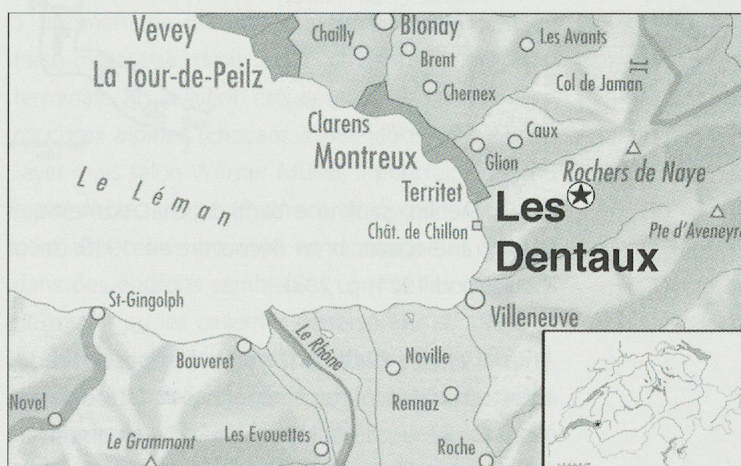 Vevey
Blonay
Chailly
Brent
Les Avants
La Tour-de-Peilz
Col de Jaman
Chernex
Clarens
Caux
Montreux
Glion
Rochers de Naye
Le Léman
Territet
Les
Chât. de Chillon
Pte d'Aveneyre
Dentaux
St-Gingolph
Villeneuve
Le Rhône
Bouveret
Noville
Rennaz
Novel
Le Grammont
Les Evouettes
Roche